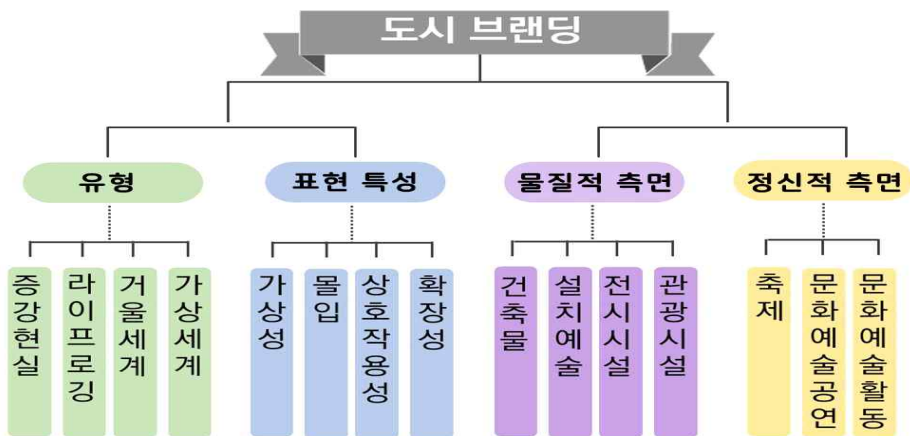 도시 브랜딩
유형
표현 특성
물질적 측면
정신적 측면
증강현실
라이프로깅
거울세계
가상세계
가상성
몰입
상호작용성
확장성
건축물
설치예술
전시시설
관광시설
축제
문화예술공연
문화예술활동